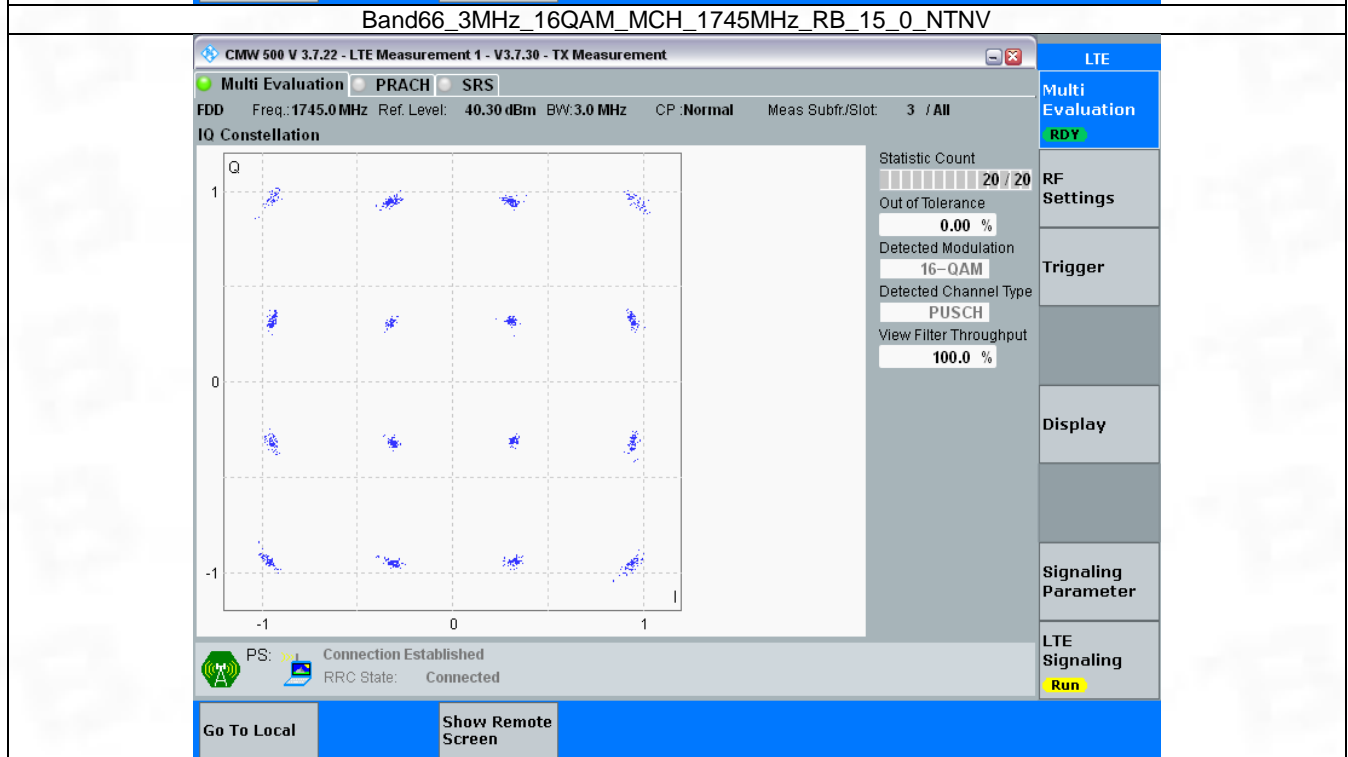 Band66_3MHz_16QAM_MCH_1745MHz_RB_15_0_NTNV
CMW 500 V 3.7.22 - LTE Measurement 1 - V3.7.30 - TX Measurement
LTE
Multi Evaluation PRACH SRS
Multi
Evaluation
RDY
FDD Freq.:1745.0 MHz Ref. Level: 40.30 dBm BW:3.0 MHz CP :Normal Meas Subfr./Slot: 3 / All
IQ Constellation
Q
1
0
-1
I
-1 0 1
Statistic Count
20 / 20
Out of Tolerance
0.00 %
Detected Modulation
16-QAM
Detected Channel Type
PUSCH
View Filter Throughput
100.0 %
RF
Settings
Trigger
Display
Signaling
Parameter
LTE
Signaling
Run
PS: Connection Established
RRC State: Connected
Go To Local
Show Remote
Screen